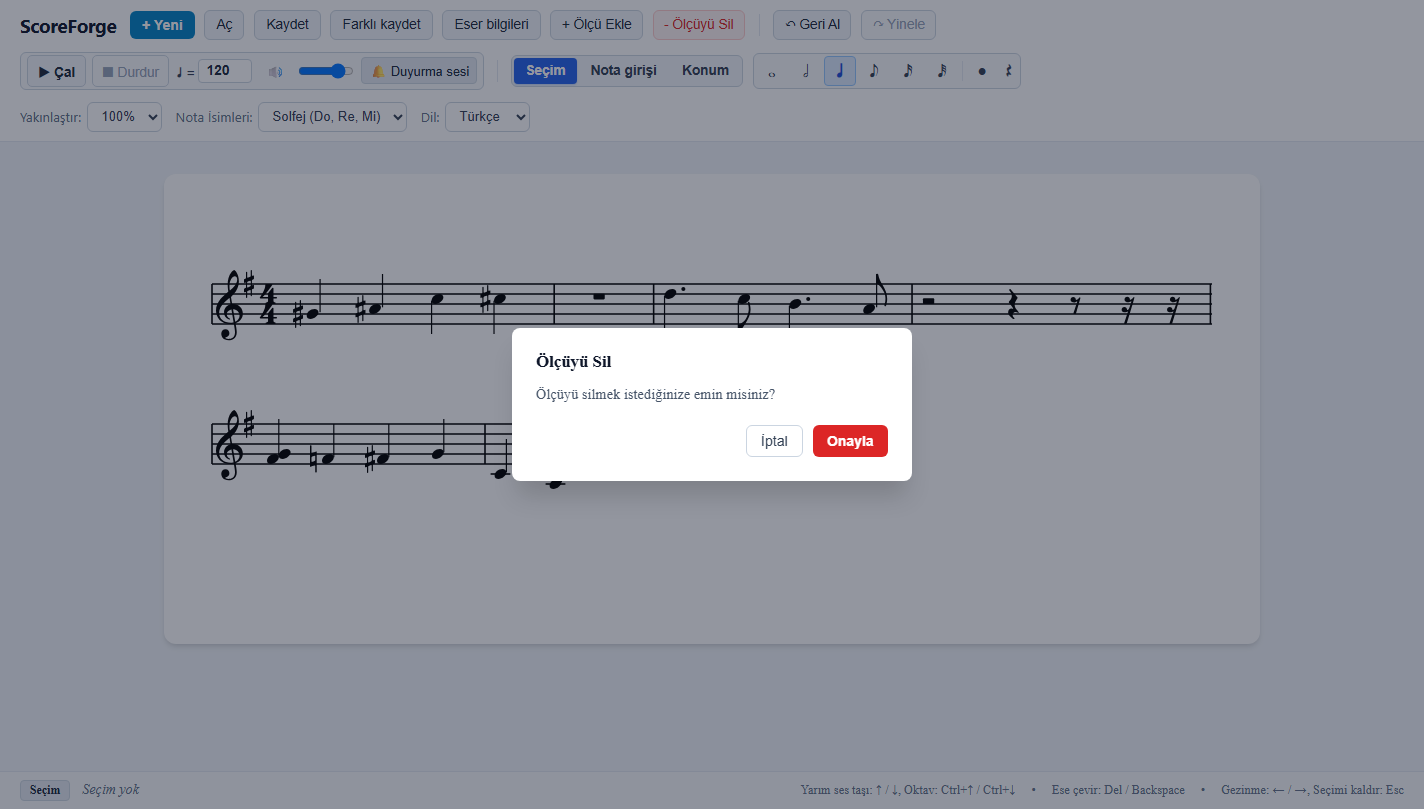 ScoreForge + Yeni Aç Kaydet Farklı kaydet Eser bilgileri + Ölçü Ekle - Ölçüyü Sil ↶ Geri Al ↷ Yinele
▶ Çal ■ Durdur ♩ = 120 🔊 🔔 Duyurma sesi Seçim Nota girişi Konum
Yakınlaştır: 100% Nota İsimleri: Solfej (Do, Re, Mi) Dil: Türkçe
4
4
Ölçüyü Sil
Ölçüyü silmek istediğinize emin misiniz?
İptal Onayla
Seçim Seçim yok Yarım ses taşı: ↑ / ↓, Oktav: Ctrl+↑ / Ctrl+↓ • Ese çevir: Del / Backspace • Gezinme: ← / →, Seçimi kaldır: Esc